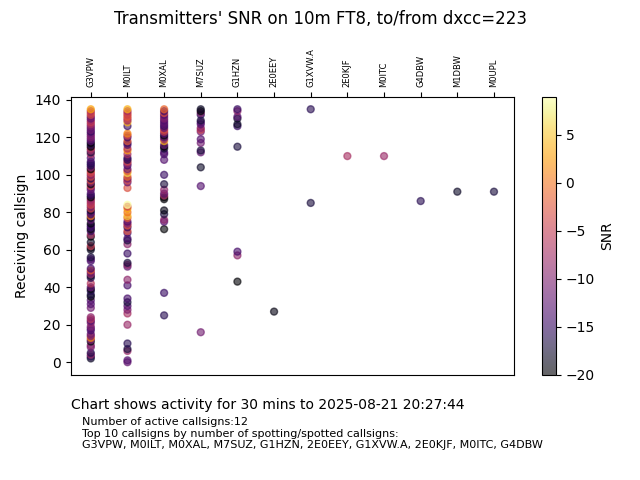 Transmitters' SNR on 10m FT8, to/from dxcc=223
G3VPW M0ILT M0XAL M7SUZ G1HZN 2E0EEY G1XVW.A 2E0KJF M0ITC G4DBW M1DBW M0UPL
140
120
100
80
60
40
20
0
Receiving callsign
5
0
−5
−10
−15
−20
SNR
Chart shows activity for 30 mins to 2025-08-21 20:27:44
Number of active callsigns:12
Top 10 callsigns by number of spotting/spotted callsigns:
G3VPW, M0ILT, M0XAL, M7SUZ, G1HZN, 2E0EEY, G1XVW.A, 2E0KJF, M0ITC, G4DBW